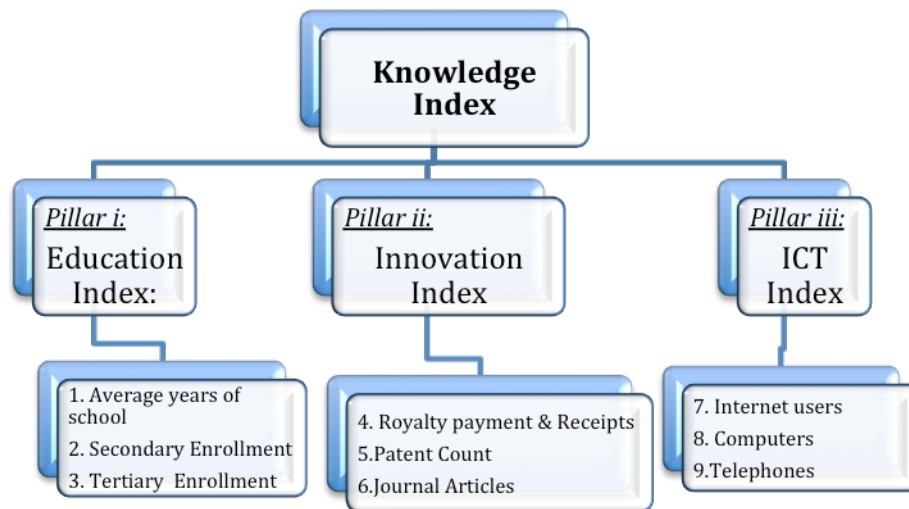 Knowledge
Index
Pillar i:
Education
Index:
Pillar ii:
Innovation
Index
Pillar iii:
ICT
Index
1. Average years of
school
2. Secondary Enrollment
3. Tertiary Enrollment
4. Royalty payment & Receipts
5.Patent Count
6.Journal Articles
7. Internet users
8. Computers
9.Telephones